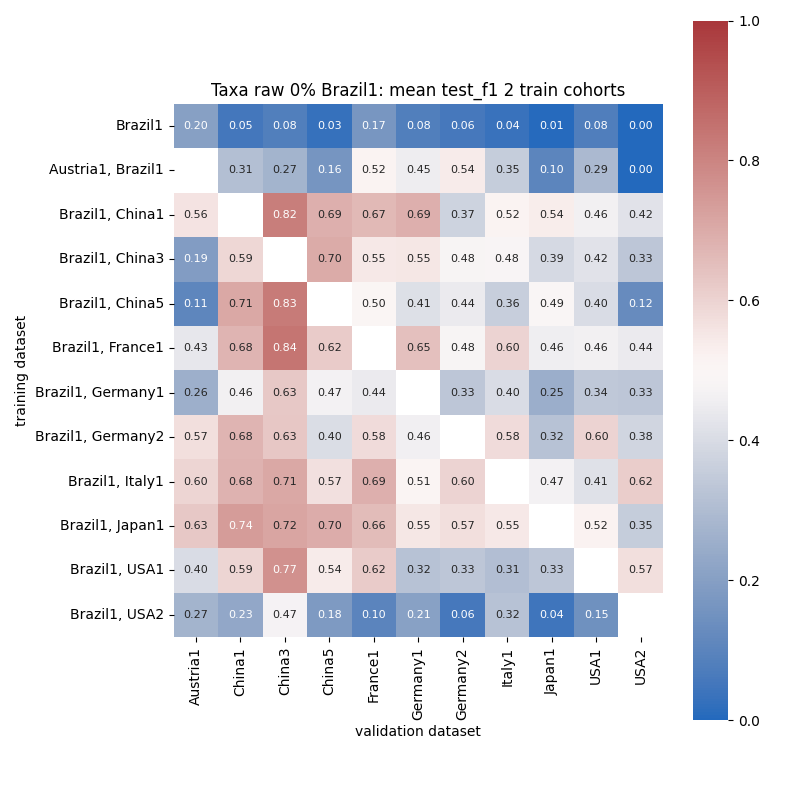 Taxa raw 0% Brazil1: mean test_f1 2 train cohorts
1.0
0.8
0.6
0.4
0.2
0.0
training dataset
Brazil1 0.20 0.05 0.08 0.03 0.17 0.08 0.06 0.04 0.01 0.08 0.00
Austria1, Brazil1 0.31 0.27 0.16 0.52 0.45 0.54 0.35 0.10 0.29 0.00
Brazil1, China1 0.56 0.82 0.69 0.67 0.69 0.37 0.52 0.54 0.46 0.42
Brazil1, China3 0.19 0.59 0.70 0.55 0.55 0.48 0.48 0.39 0.42 0.33
Brazil1, China5 0.11 0.71 0.83 0.50 0.41 0.44 0.36 0.49 0.40 0.12
Brazil1, France1 0.43 0.68 0.84 0.62 0.65 0.48 0.60 0.46 0.46 0.44
Brazil1, Germany1 0.26 0.46 0.63 0.47 0.44 0.33 0.40 0.25 0.34 0.33
Brazil1, Germany2 0.57 0.68 0.63 0.40 0.58 0.46 0.58 0.32 0.60 0.38
Brazil1, Italy1 0.60 0.68 0.71 0.57 0.69 0.51 0.60 0.47 0.41 0.62
Brazil1, Japan1 0.63 0.74 0.72 0.70 0.66 0.55 0.57 0.55 0.52 0.35
Brazil1, USA1 0.40 0.59 0.77 0.54 0.62 0.32 0.33 0.31 0.33 0.57
Brazil1, USA2 0.27 0.23 0.47 0.18 0.10 0.21 0.06 0.32 0.04 0.15
Austria1 China1 China3 China5 France1 Germany1 Germany2 Italy1 Japan1 USA1 USA2
validation dataset